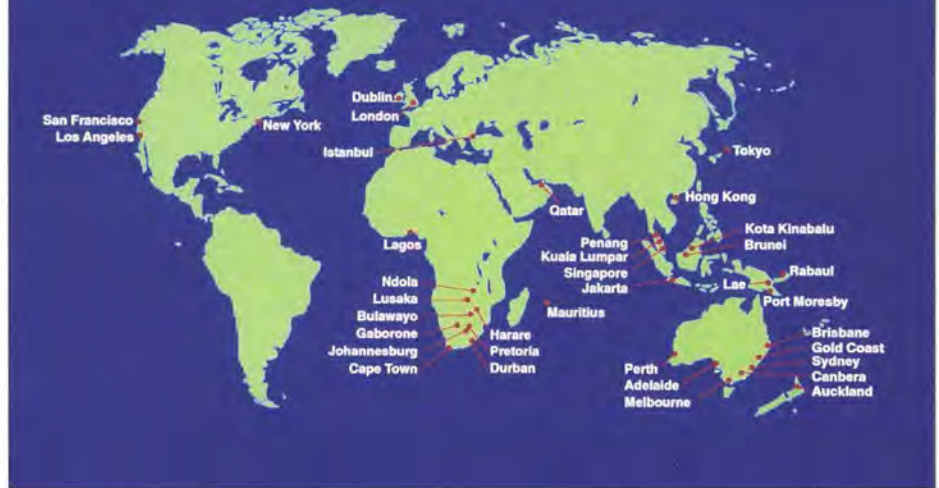 San Francisco
Los Angeles
New York
Dublin
London
Istanbul
Tokyo
Hong Kong
Qatar
Lagos
Penang
Kuala Lumpar
Singapore
Jakarta
Kota Kinabalu
Brunei
Lae
Rabaul
Port Moresby
Ndola
Lusaka
Bulawayo
Gaborone
Johannesburg
Cape Town
Harare
Pretoria
Durban
Mauritius
Perth
Adelaide
Melbourne
Brisbane
Gold Coast
Sydney
Canbera
Auckland